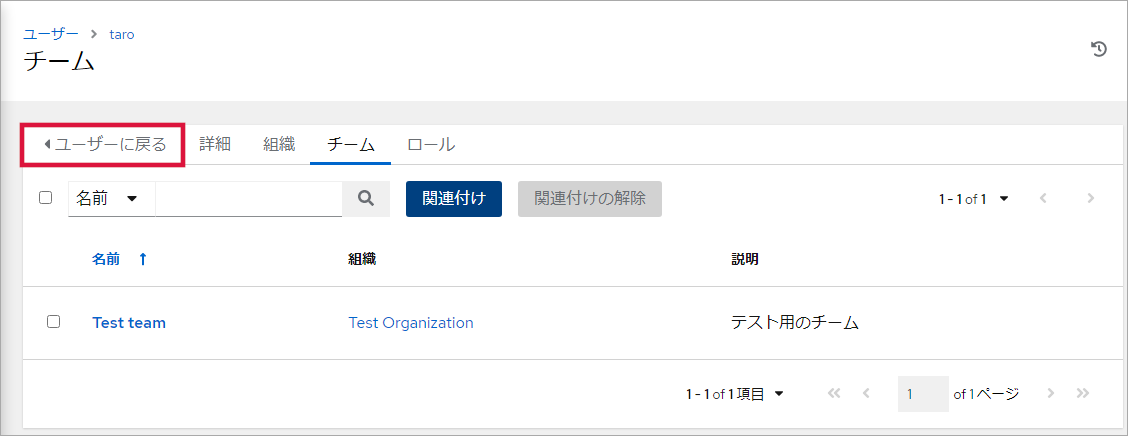 ユーザー > taro
チーム
ユーザーに戻る 詳細 組織 チーム ロール
名前 関連付け 関連付けの解除 1 - 1 of 1
名前 ↑ 組織 説明
Test team Test Organization テスト用のチーム
1 - 1 of 1 項目 1 of 1 ページ